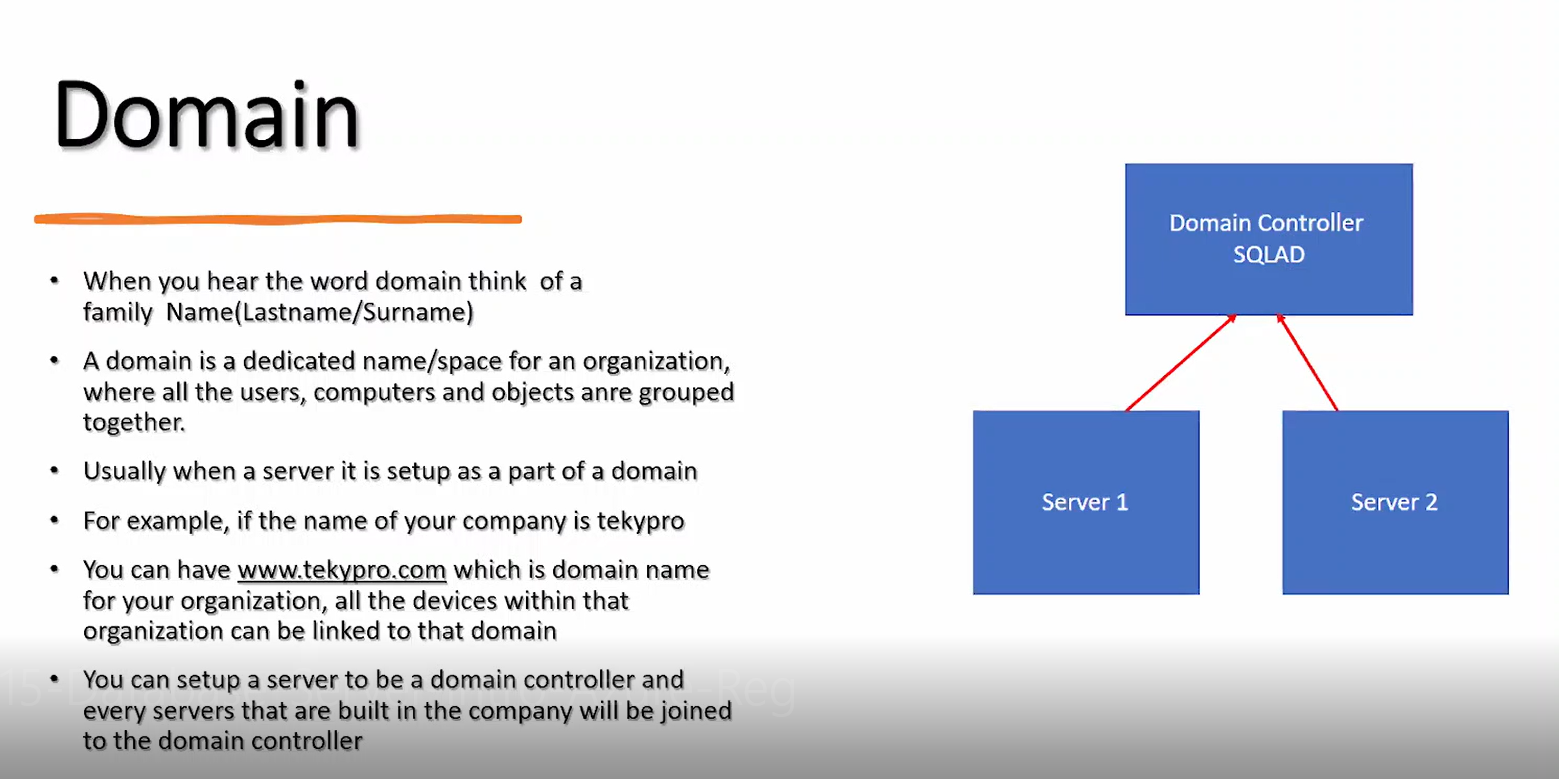 Domain
• When you hear the word domain think  of a
family  Name(Lastname/Surname)
• A domain is a dedicated name/space for an organization,
where all the users, computers and objects anre grouped
together.
• Usually when a server it is setup as a part of a domain
• For example, if the name of your company is tekypro
• You can have www.tekypro.com which is domain name
for your organization, all the devices within that
organization can be linked to that domain
• You can setup a server to be a domain controller and
every servers that are built in the company will be joined
to the domain controller
Domain Controller
SQLAD
Server 1
Server 2